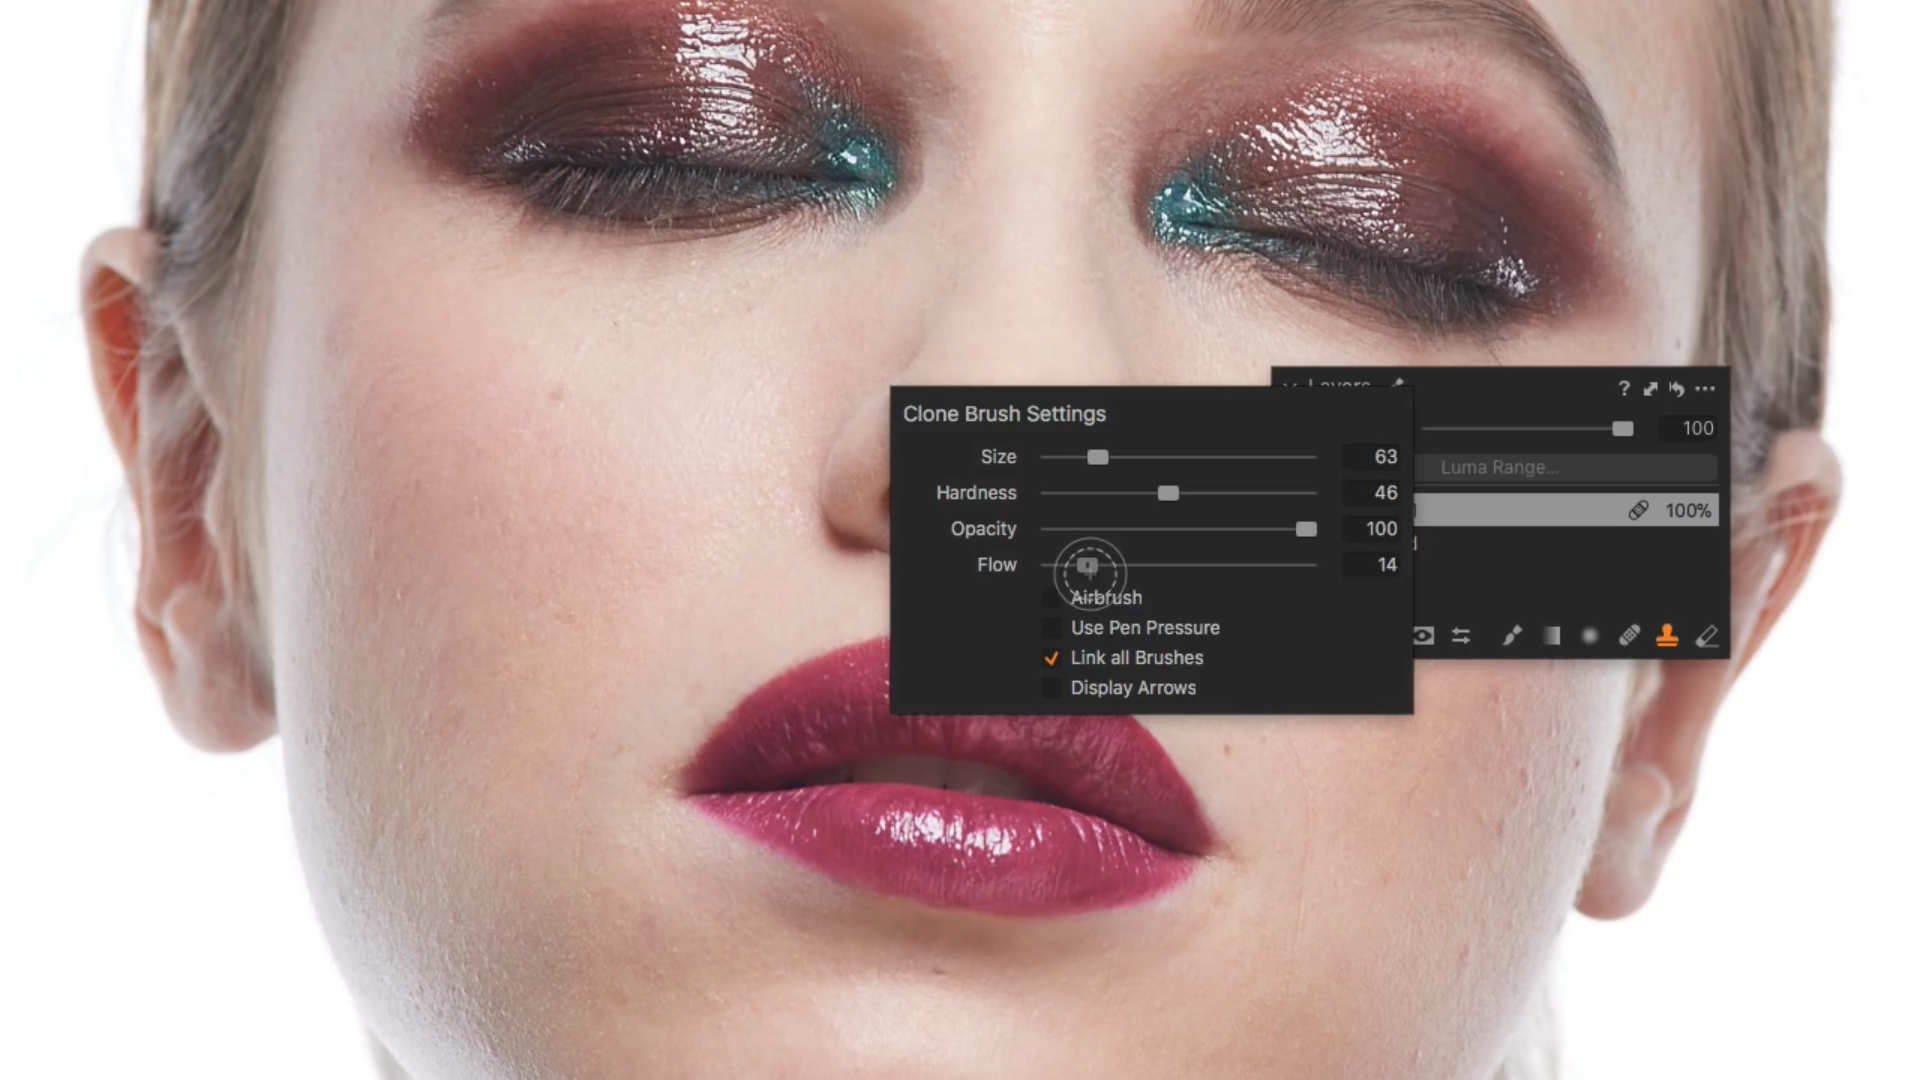 Layers
?
100
Luma Range...
100%
Clone Brush Settings
Size 63
Hardness 46
Opacity 100
Flow 14
Airbrush
Use Pen Pressure
Link all Brushes
Display Arrows